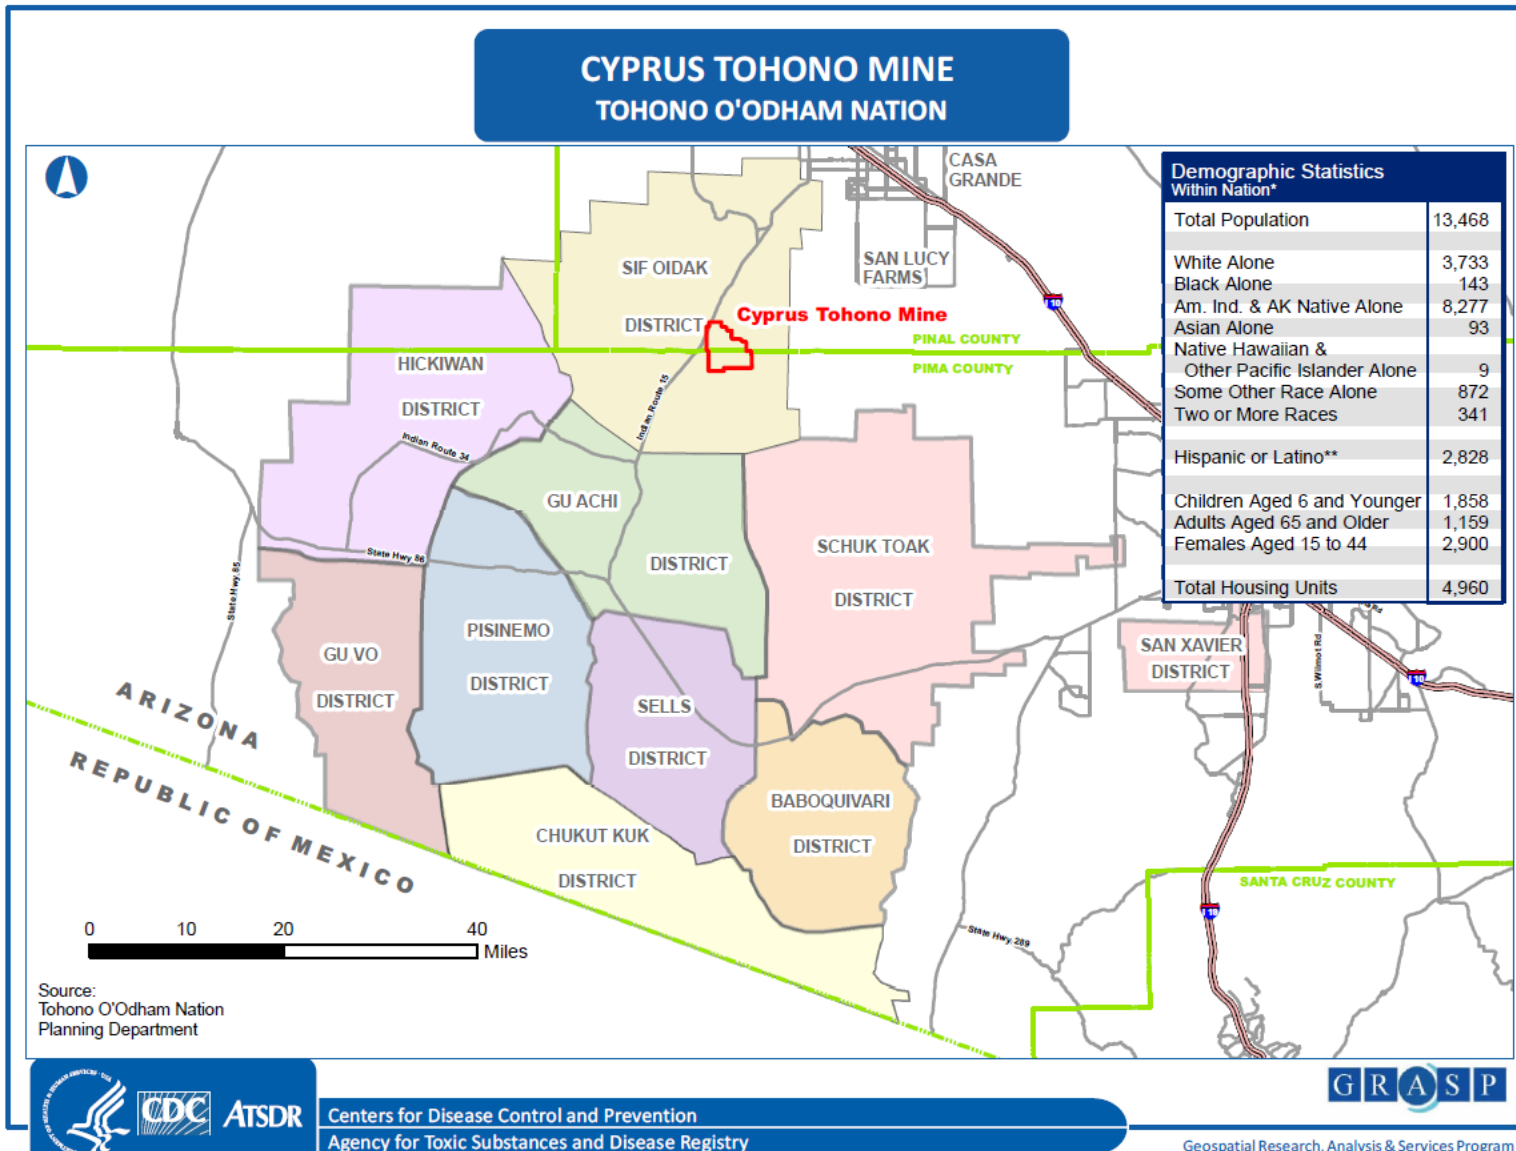 CYPRUS TOHONO MINE
TOHONO O'ODHAM NATION
CASA
GRANDE
SAN LUCY
FARMS
SIF OIDAK
DISTRICT
Cyprus Tohono Mine
PINAL COUNTY
PIMA COUNTY
HICKIWAN
DISTRICT
Indian Route 15
Indian Route 34
GU ACHI
DISTRICT
SCHUK TOAK
DISTRICT
State Hwy 86
State Hwy. 85
GU VO
DISTRICT
PISINEMO
DISTRICT
SELLS
DISTRICT
SAN XAVIER
DISTRICT
S Wilmot Rd
Rd
10
10
10
BABOQUIVARI
DISTRICT
CHUKUT KUK
DISTRICT
ARIZONA
REPUBLIC OF MEXICO
SANTA CRUZ COUNTY
State Hwy. 289
Demographic Statistics
Within Nation*
Total Population 13,468
White Alone 3,733
Black Alone 143
Am. Ind. & AK Native Alone 8,277
Asian Alone 93
Native Hawaiian &
Other Pacific Islander Alone 9
Some Other Race Alone 872
Two or More Races 341
Hispanic or Latino** 2,828
Children Aged 6 and Younger 1,858
Adults Aged 65 and Older 1,159
Females Aged 15 to 44 2,900
Total Housing Units 4,960
0 10 20 40
Miles
Source:
Tohono O'Odham Nation
Planning Department
CDC ATSDR
Centers for Disease Control and Prevention
Agency for Toxic Substances and Disease Registry
GRASP
Geospatial Research, Analysis & Services Program